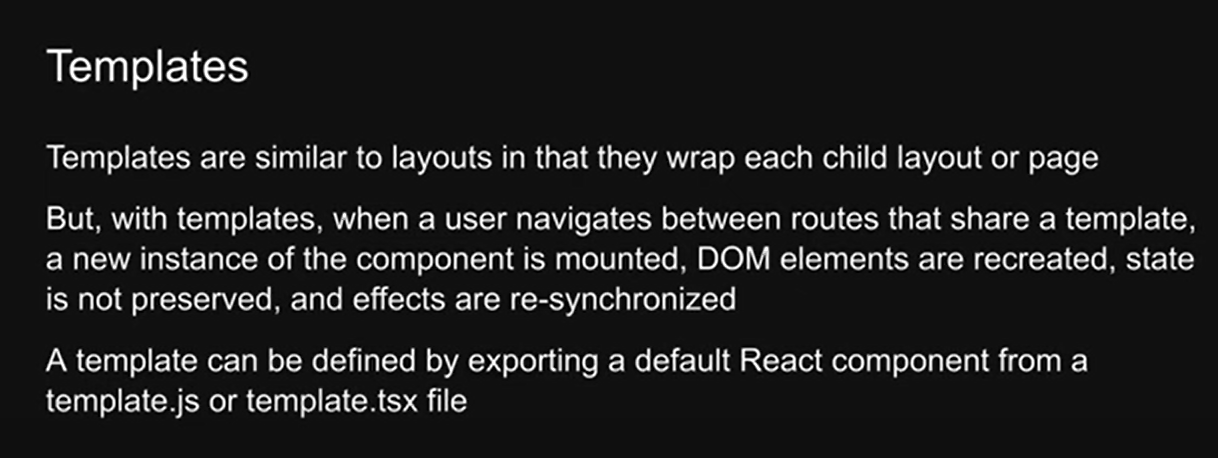 Templates
Templates are similar to layouts in that they wrap each child layout or page
But, with templates, when a user navigates between routes that share a template,
a new instance of the component is mounted, DOM elements are recreated, state
is not preserved, and effects are re-synchronized
A template can be defined by exporting a default React component from a
template.js or template.tsx file